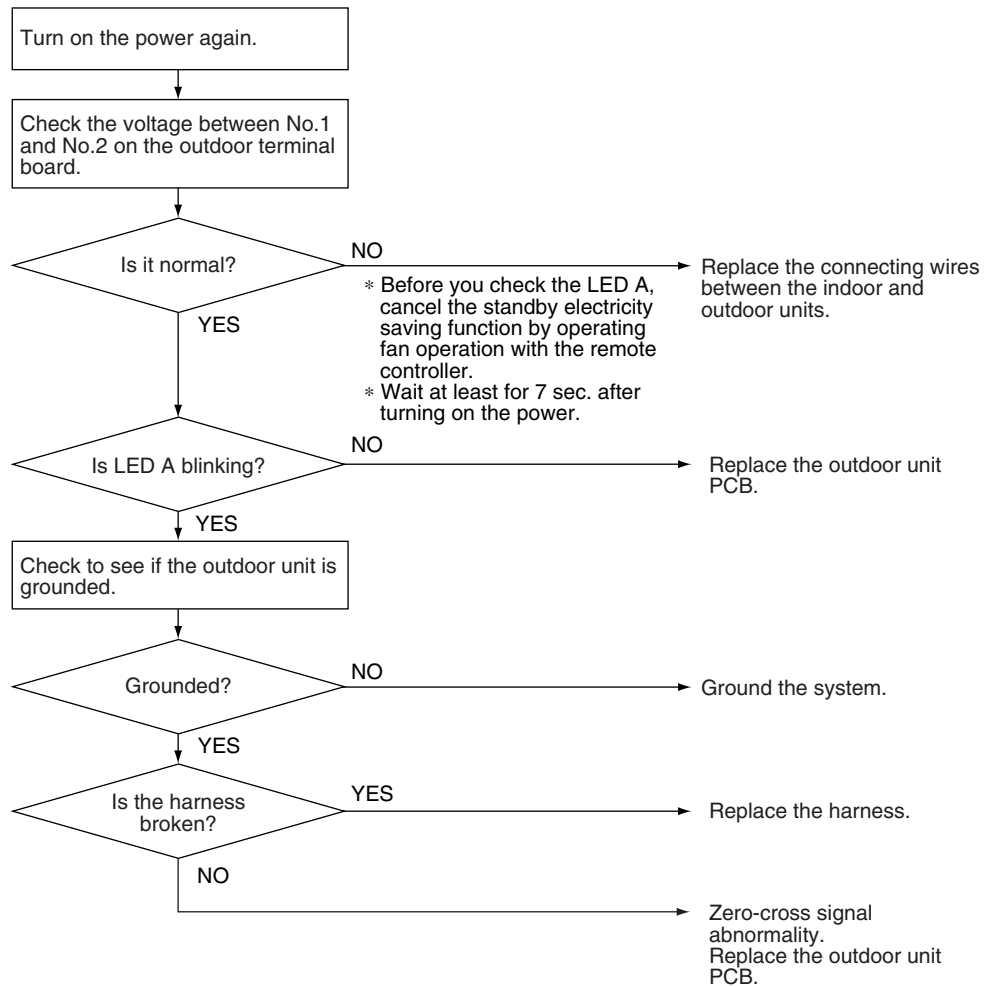 Turn on the power again.
Check the voltage between No.1
and No.2 on the outdoor terminal
board.
Is it normal?
NO
Replace the connecting wires
between the indoor and
outdoor units.
* Before you check the LED A,
cancel the standby electricity
saving function by operating
fan operation with the remote
controller.
* Wait at least for 7 sec. after
turning on the power.
YES
Is LED A blinking?
NO
Replace the outdoor unit
PCB.
YES
Check to see if the outdoor unit is
grounded.
Grounded?
NO
Ground the system.
YES
Is the harness
broken?
YES
Replace the harness.
NO
Zero-cross signal
abnormality.
Replace the outdoor unit
PCB.